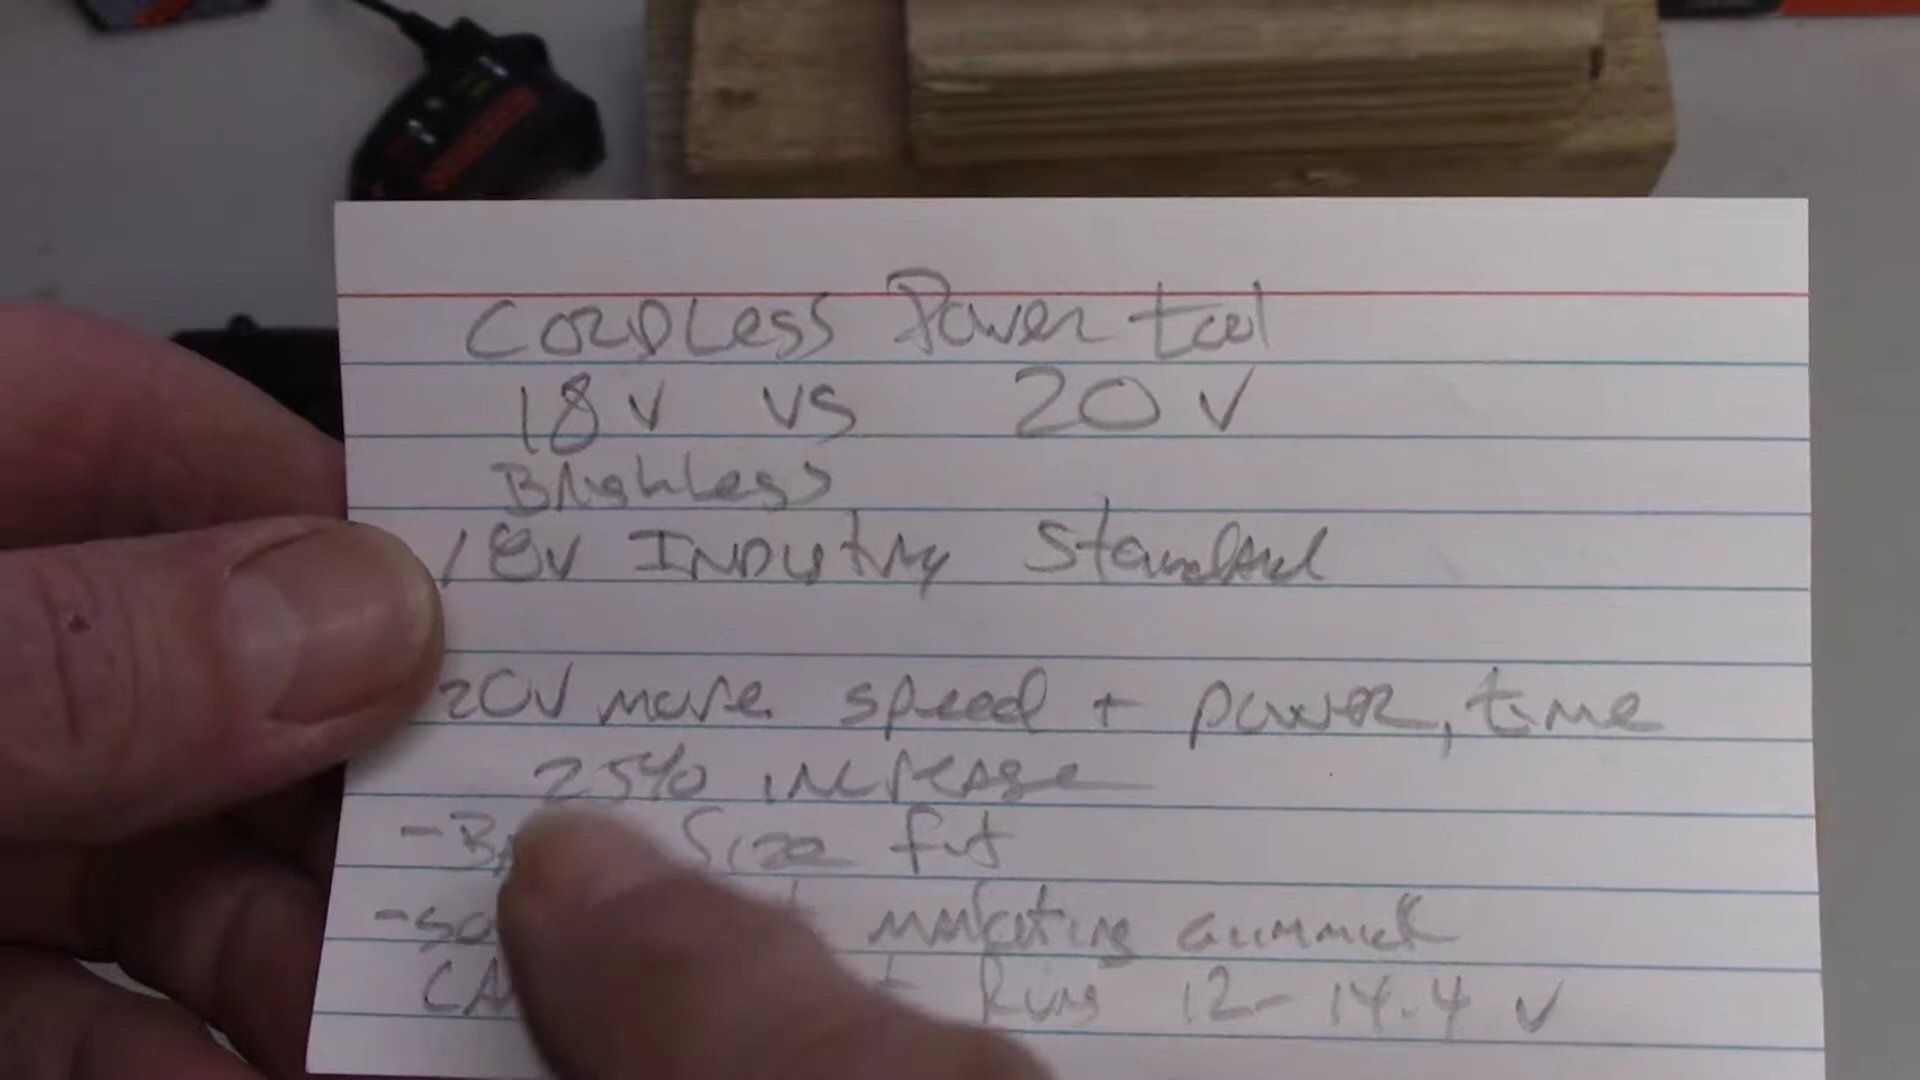 Cordless Power tool
18v vs 20v
Brushless
18v Industry Standard
20v more speed + power, time
25% increase
- Size fit
- marketing Gimmick
Runs 12-14.4 v